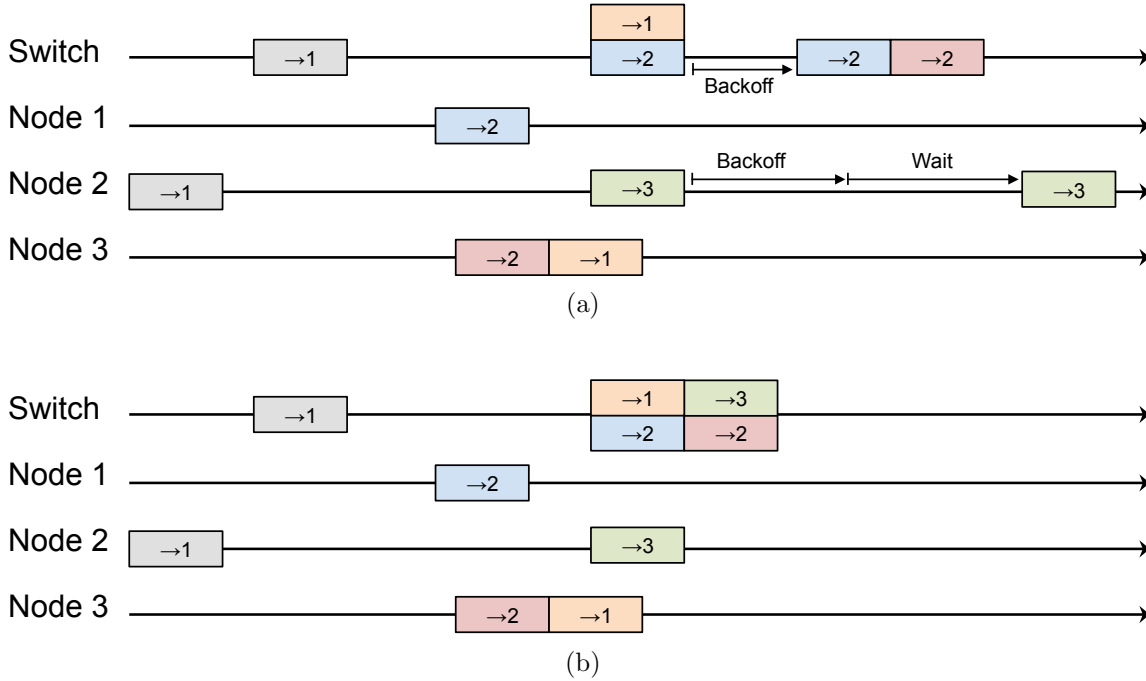 →1
Switch →1 →2 →2 →2
Backoff
Node 1 →2
Backoff Wait
Node 2 →1 →3 →3
Node 3 →2 →1
(a)
→1 →3
Switch →1
→2 →2
Node 1 →2
Node 2 →1 →3
Node 3 →2 →1
(b)